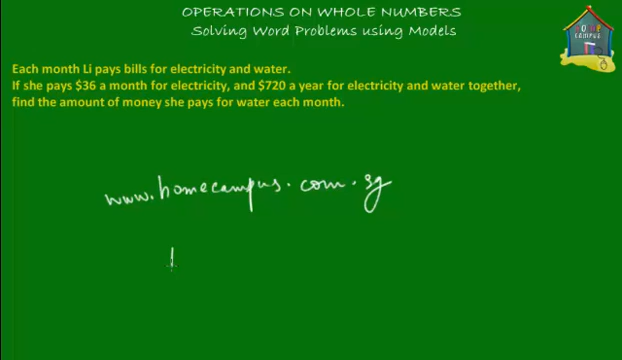 OPERATIONS ON WHOLE NUMBERS
Solving Word Problems using Models
HOME
CAMPUS
Each month Li pays bills for electricity and water.
If she pays $36 a month for electricity, and $720 a year for electricity and water together,
find the amount of money she pays for water each month.
www.homecampus.com.sg